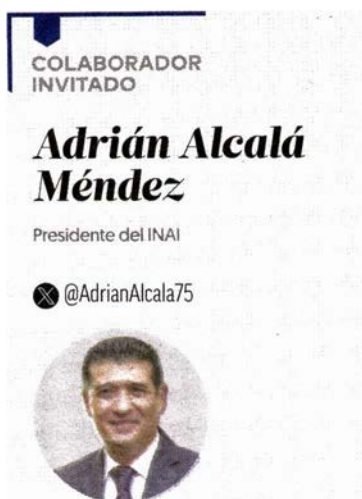 COLABORADOR
INVITADO
Adrián Alcalá
Méndez
Presidente del INAI
@AdrianAlcala75